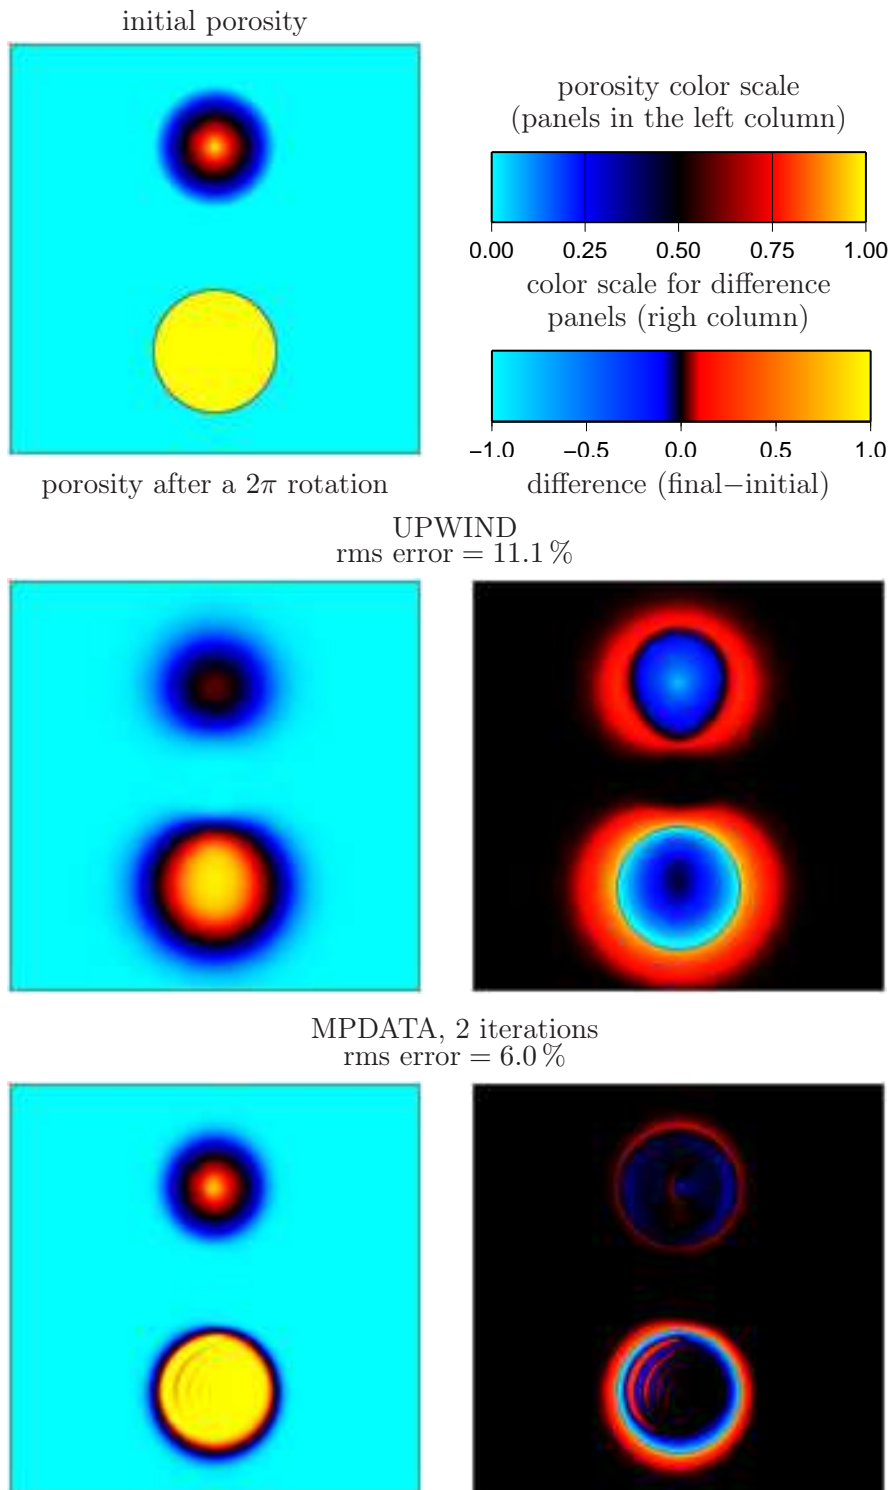 initial porosity
porosity color scale
(panels in the left column)
0.00 0.25 0.50 0.75 1.00
color scale for difference
panels (righ column)
−1.0 −0.5 0.0 0.5 1.0
porosity after a 2π rotation
difference (final−initial)
UPWIND
rms error = 11.1 %
MPDATA, 2 iterations
rms error = 6.0 %